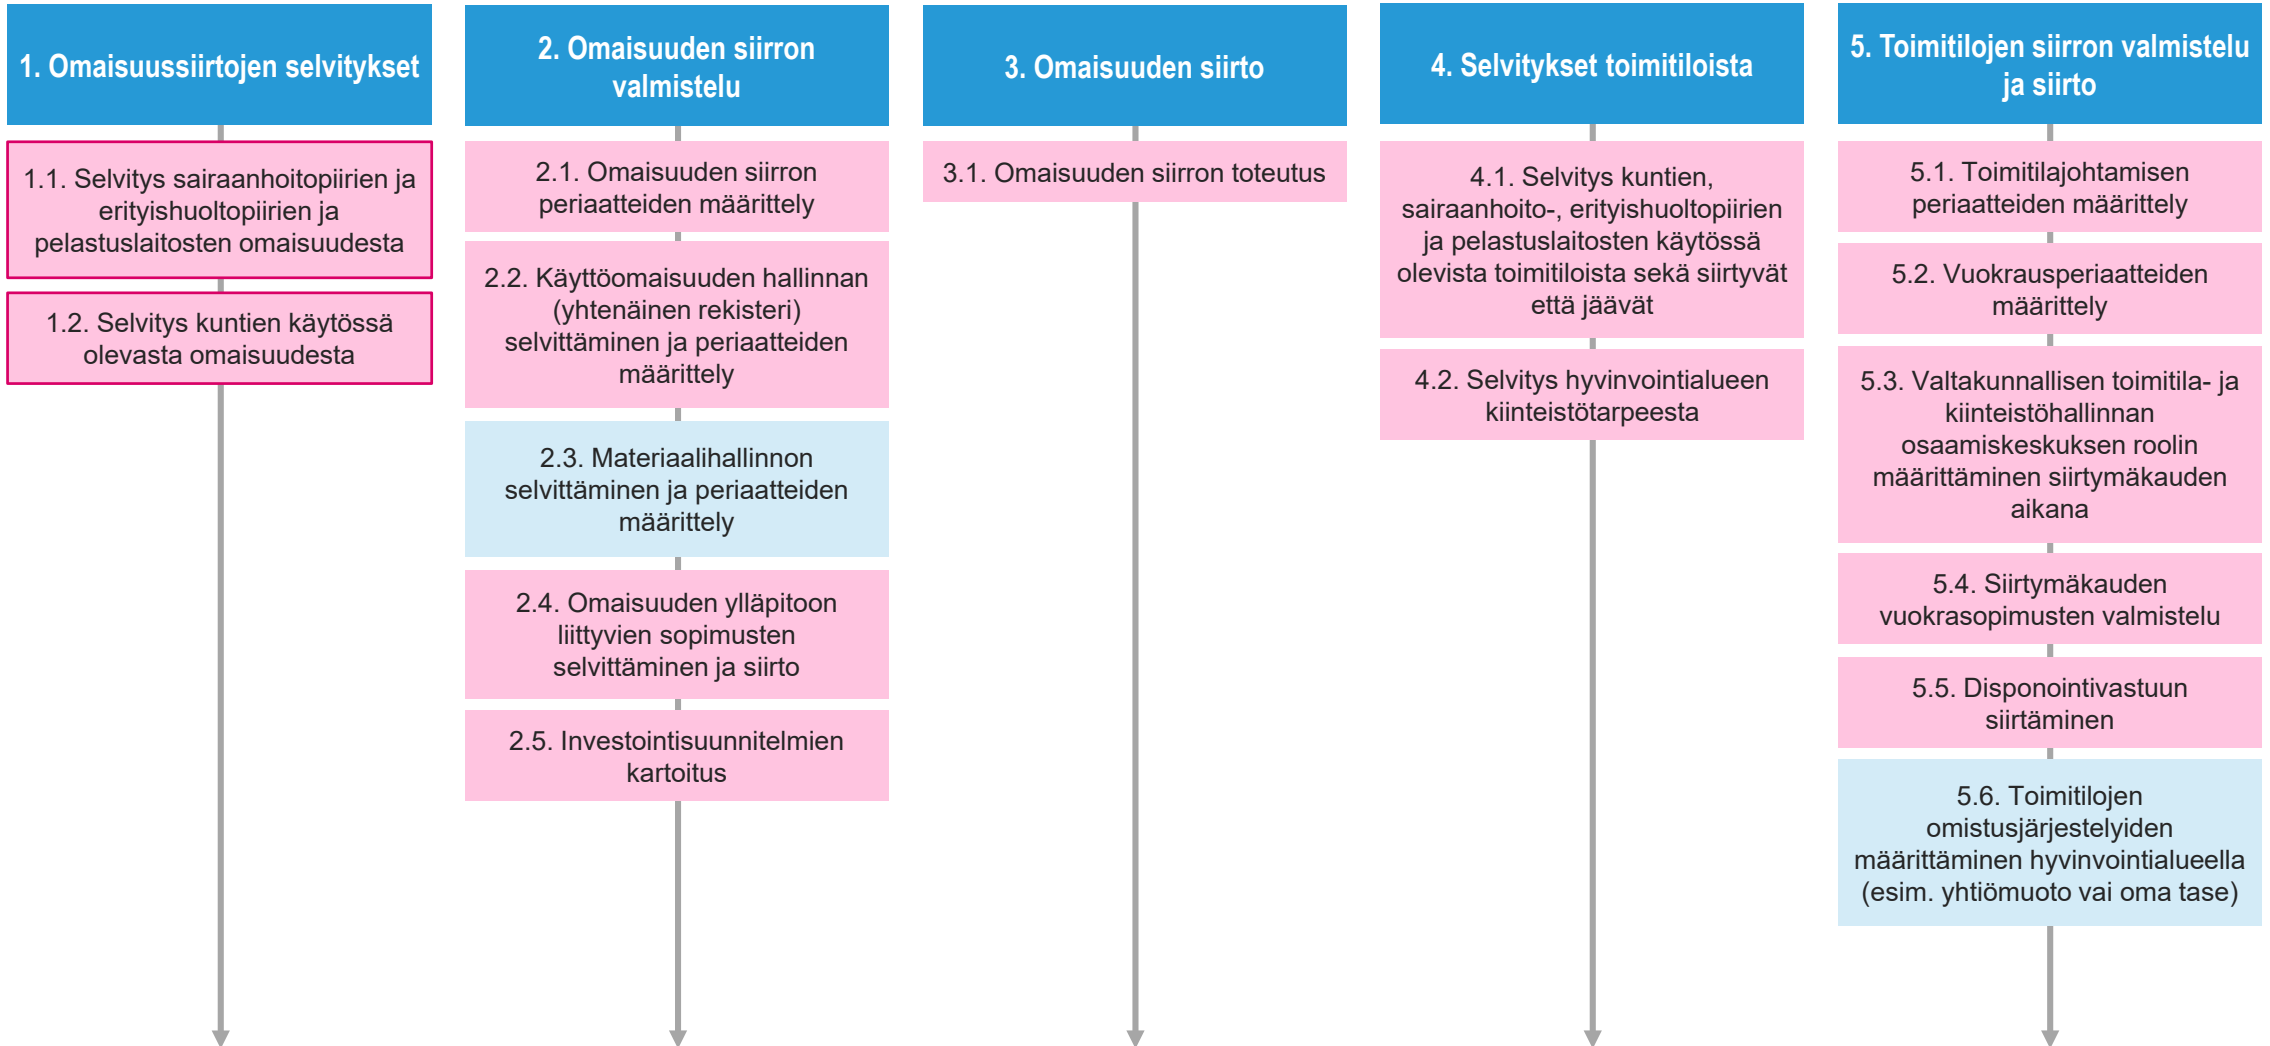 1. Omaisuussiirtojen selvitykset
1.1. Selvitys sairaanhoitopiirien ja
erityishuoltopiirien ja
pelastuslaitosten omaisuudesta
1.2. Selvitys kuntien käytössä
olevasta omaisuudesta
2. Omaisuuden siirron
valmistelu
2.1. Omaisuuden siirron
periaatteiden määrittely
2.2. Käyttöomaisuuden hallinnan
(yhtenäinen rekisteri)
selvittäminen ja periaatteiden
määrittely
2.3. Materiaalihallinnon
selvittäminen ja periaatteiden
määrittely
2.4. Omaisuuden ylläpitoon
liittyvien sopimusten
selvittäminen ja siirto
2.5. Investointisuunnitelmien
kartoitus
3. Omaisuuden siirto
3.1. Omaisuuden siirron toteutus
4. Selvitykset toimitiloista
4.1. Selvitys kuntien,
sairaanhoito-, erityishuoltopiirien
ja pelastuslaitosten käytössä
olevista toimitiloista sekä siirtyvät
että jäävät
4.2. Selvitys hyvinvointialueen
kiinteistötarpeesta
5. Toimitilojen siirron valmistelu
ja siirto
5.1. Toimitilajohtamisen
periaatteiden määrittely
5.2. Vuokrausperiaatteiden
määrittely
5.3. Valtakunnallisen toimitila- ja
kiinteistöhallinnan
osaamiskeskuksen roolin
määrittäminen siirtymäkauden
aikana
5.4. Siirtymäkauden
vuokrasopimusten valmistelu
5.5. Disponointivastuun
siirtäminen
5.6. Toimitilojen
omistusjärjestelyiden
määrittäminen hyvinvointialueella
(esim. yhtiömuoto vai oma tase)